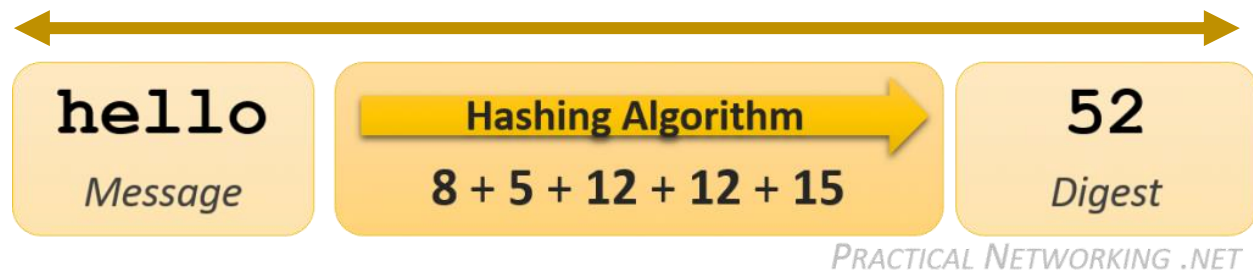 hello
Message
Hashing Algorithm
8 + 5 + 12 + 12 + 15
52
Digest
PRACTICAL NETWORKING .NET